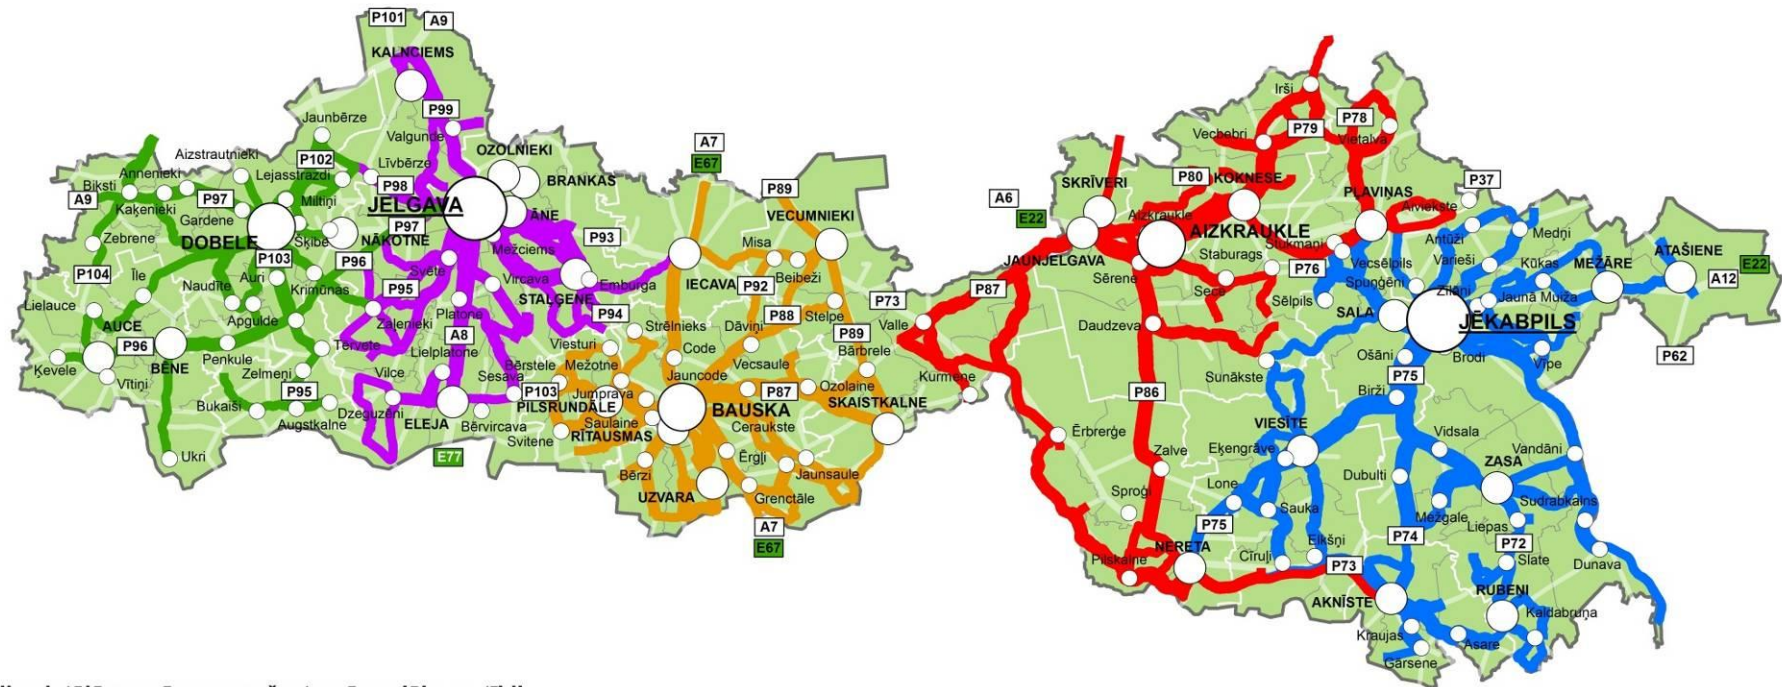 P101
A9
KALNCIEMS
P99
Valgunde
Jaunbērze
P102
Līvbērze
OZOLNIEKI
BRANKAS
Aizstrautnieki
Lejasstrazdi
Annenieki
Biksti
A9
Kaķenieki
P97
Miltiņi
P98
JELGAVA
Gardene
DOBELE
Šķibe
NĀKOTNE
P97
ĀNE
Zebrene
P103
P96
Mežciems
P93
P104
Īle
Auri
Naudīte
Krimūnas
Svēte
Vircava
P95
Emburga
STAĻĢENE
Lielauce
AUCE
Apgulde
Zaļenieki
Platone
P94
P96
BĒNE
Penkule
Tērvete
A8
Lielplatone
Viesturi
Strēlnieks
Ķevele
Vītiņi
Zelmeņi
Vilce
Sesava
Bērstele
Mežotne
Code
Bukaiši
P95
Augstkalne
Dzeguzēni
ELEJA
Bērvircava
P103
PILSRUNDĀLE
Jumprava
Jauncode
Saulaine
RĪTAUSMAS
Svitene
Ukri
E77
A7
E67
P89
VECUMNIEKI
Misa
Beibeži
IECAVA
P92
P88
Stelpe
Dāviņi
P89
Bārbrele
Vecsaule
P87
Ozolaine
BAUSKA
SKAISTKALNE
Ceraukste
Bērzi
Ērgļi
Jaunsaule
UZVARA
Grenctāle
A7
E67
Irši
P78
P79
Vecbebri
Vietalva
P80
KOKNESE
SKRĪVERI
PĻAVIŅAS
P37
A6
E22
Aizkraukle
AIZKRAUKLE
Aiviekste
JAUNJELGAVA
Stukmaņi
Antūži
Medņi
ATAŠIENE
Sērene
Staburags
P76
Vecsēlpils
Varieši
Kūkas
MEŽĀRE
E22
A12
P87
Sece
Spuņģēni
Zīlāni
P73
Sēlpils
Jaunā Muiža
Valle
Daudzeva
SALA
JĒKABPILS
Ošāni
Brodi
Vīpe
P62
Kurmene
Sunākste
P75
Birži
P86
VIESĪTE
Ērberģe
Eķengrāve
Vidsala
Vandāni
Zalve
Dubulti
ZASA
Sproģi
Lone
Sudrabkalns
Sauka
Mežgale
Liepas
P75
P74
P72
NERETA
Elkšņi
Slate
Pilskalne
Cīruļi
P73
Dunava
RUBEŅI
AKNĪSTE
Kaldabruņa
Kraujas
Asare
Gārsene